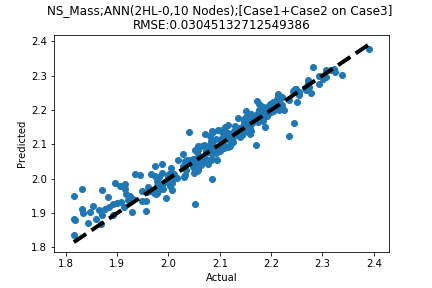 NS_Mass;ANN(2HL-0,10 Nodes);[Case1+Case2 on Case3]
RMSE:0.03045132712549386
2.4
2.3
2.2
2.1
2.0
1.9
1.8
Predicted
1.8 1.9 2.0 2.1 2.2 2.3 2.4
Actual